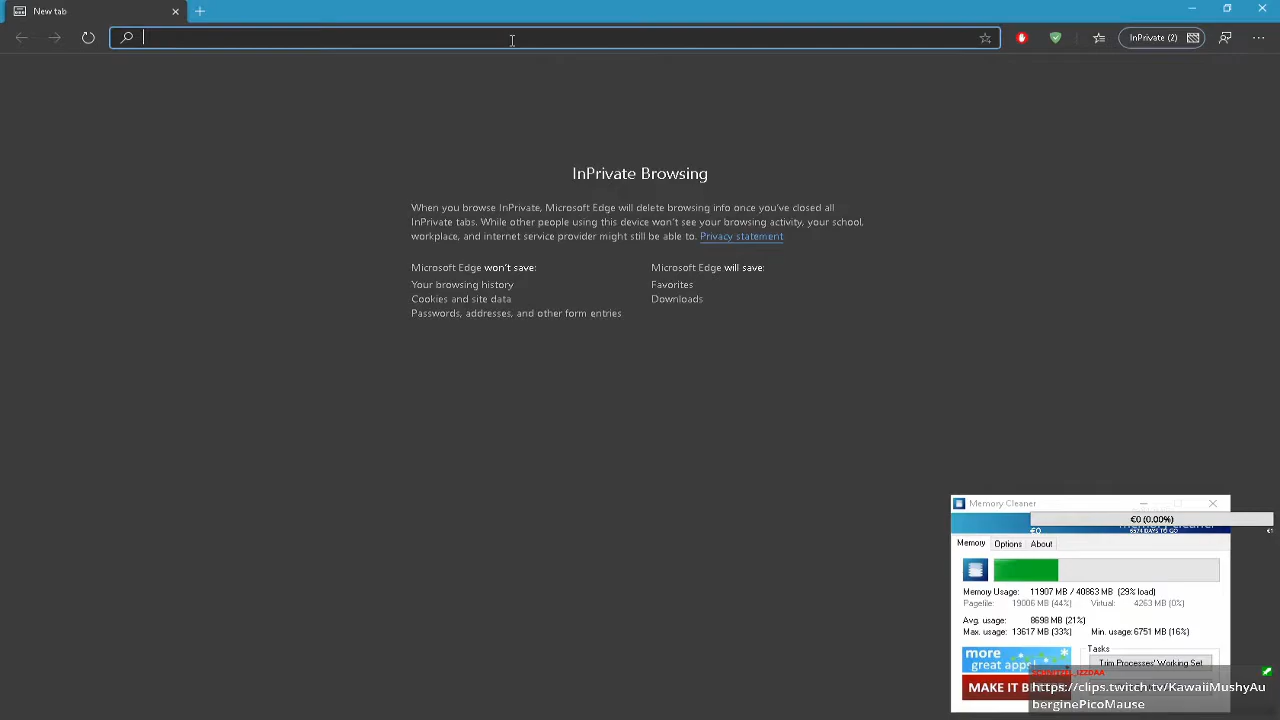 New tab
InPrivate (2)
InPrivate Browsing
When you browse InPrivate, Microsoft Edge will delete browsing info once you've closed all
InPrivate tabs. While other people using this device won't see your browsing activity, your school,
workplace, and internet service provider might still be able to. Privacy statement
Microsoft Edge won't save:
Your browsing history
Cookies and site data
Passwords, addresses, and other form entries
Microsoft Edge will save:
Favorites
Downloads
Memory Cleaner
€0 (0.00%)
€0
Memory Options About
Memory Usage: 11907 MB / 40863 MB (29% load)
Pagefile: 19006 MB (44%) Virtual: 4263 MB (0%)
Avg. usage: 8698 MB (21%)
Max. usage: 13617 MB (33%) Min. usage: 6751 MB (16%)
more
great apps!
Tasks
Trim Processes' Working Set
MAKE IT
https://clips.twitch.tv/KawaiiMushyAu
berginePicoMause